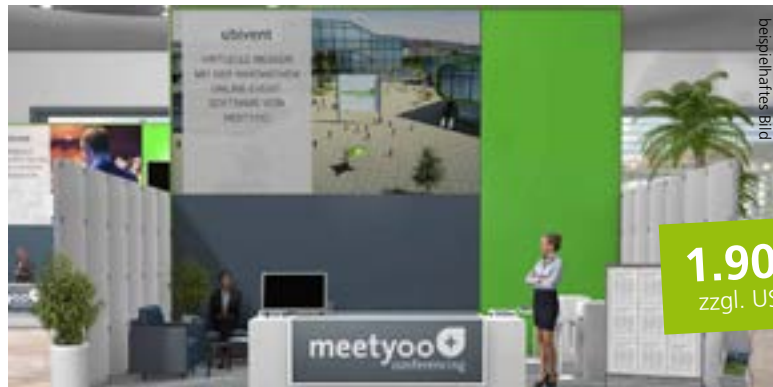 ubivent
VIRTUELLE MESSEN
MIT DER INNOVATIVEN
ONLINE-EVENT
SOFTWARE VON
MEETYOO
beispielhaftes Bild
1.90
zzgl. US
meetyoo
conferencing